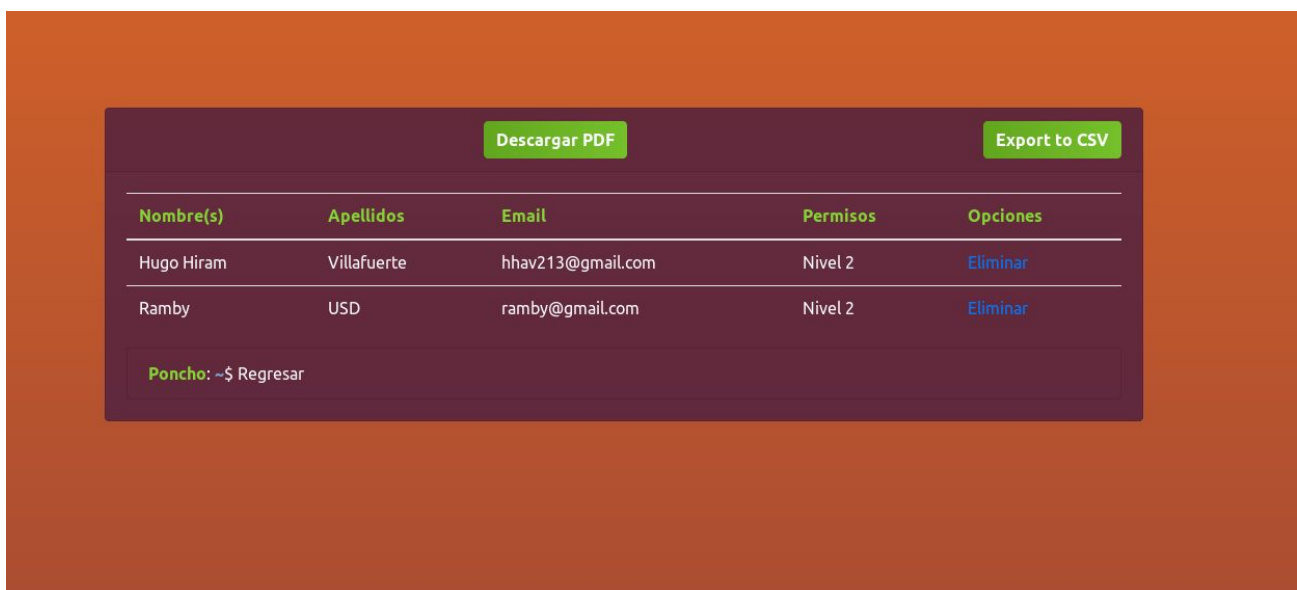 Descargar PDF Export to CSV
Nombre(s) Apellidos Email Permisos Opciones
Hugo Hiram Villafuerte hhav213@gmail.com Nivel 2 Eliminar
Ramby USD ramby@gmail.com Nivel 2 Eliminar
Poncho: ~$ Regresar